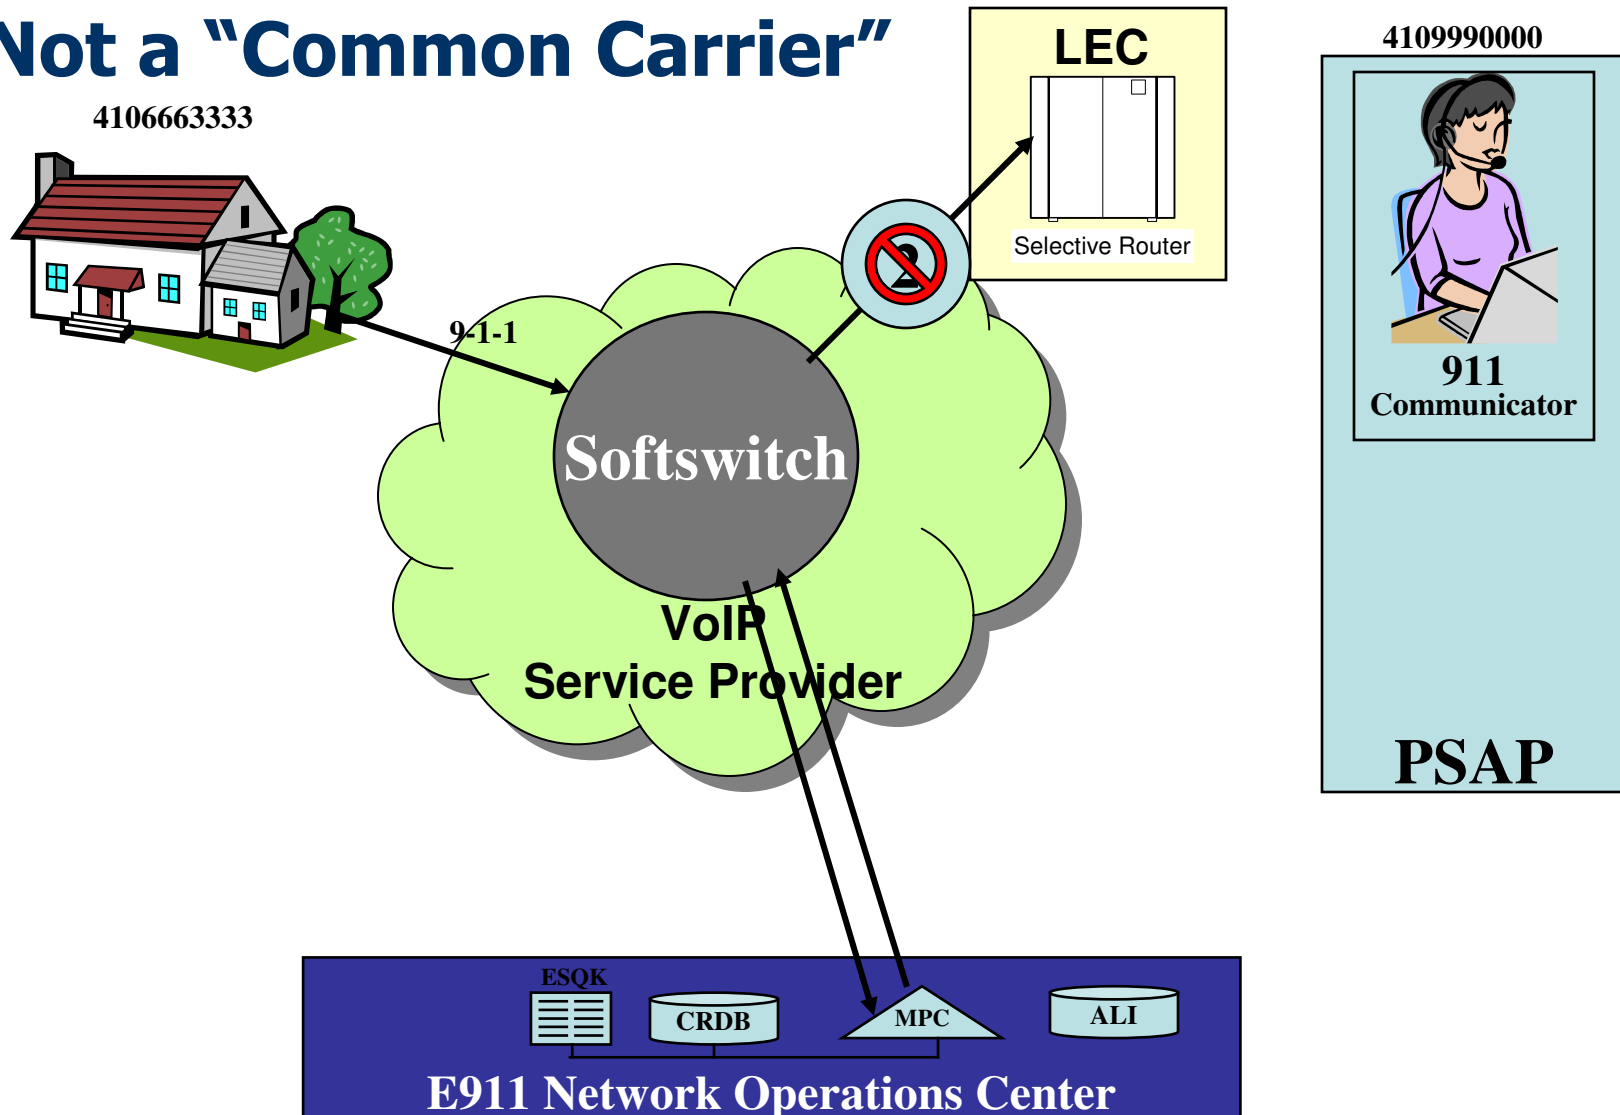 Not a “Common Carrier”
4106663333
LEC
Selective Router
4109990000
2
9-1-1
911
Communicator
Softswitch
VoIP
Service Provider
PSAP
ESQK
CRDB
MPC
ALI
E911 Network Operations Center